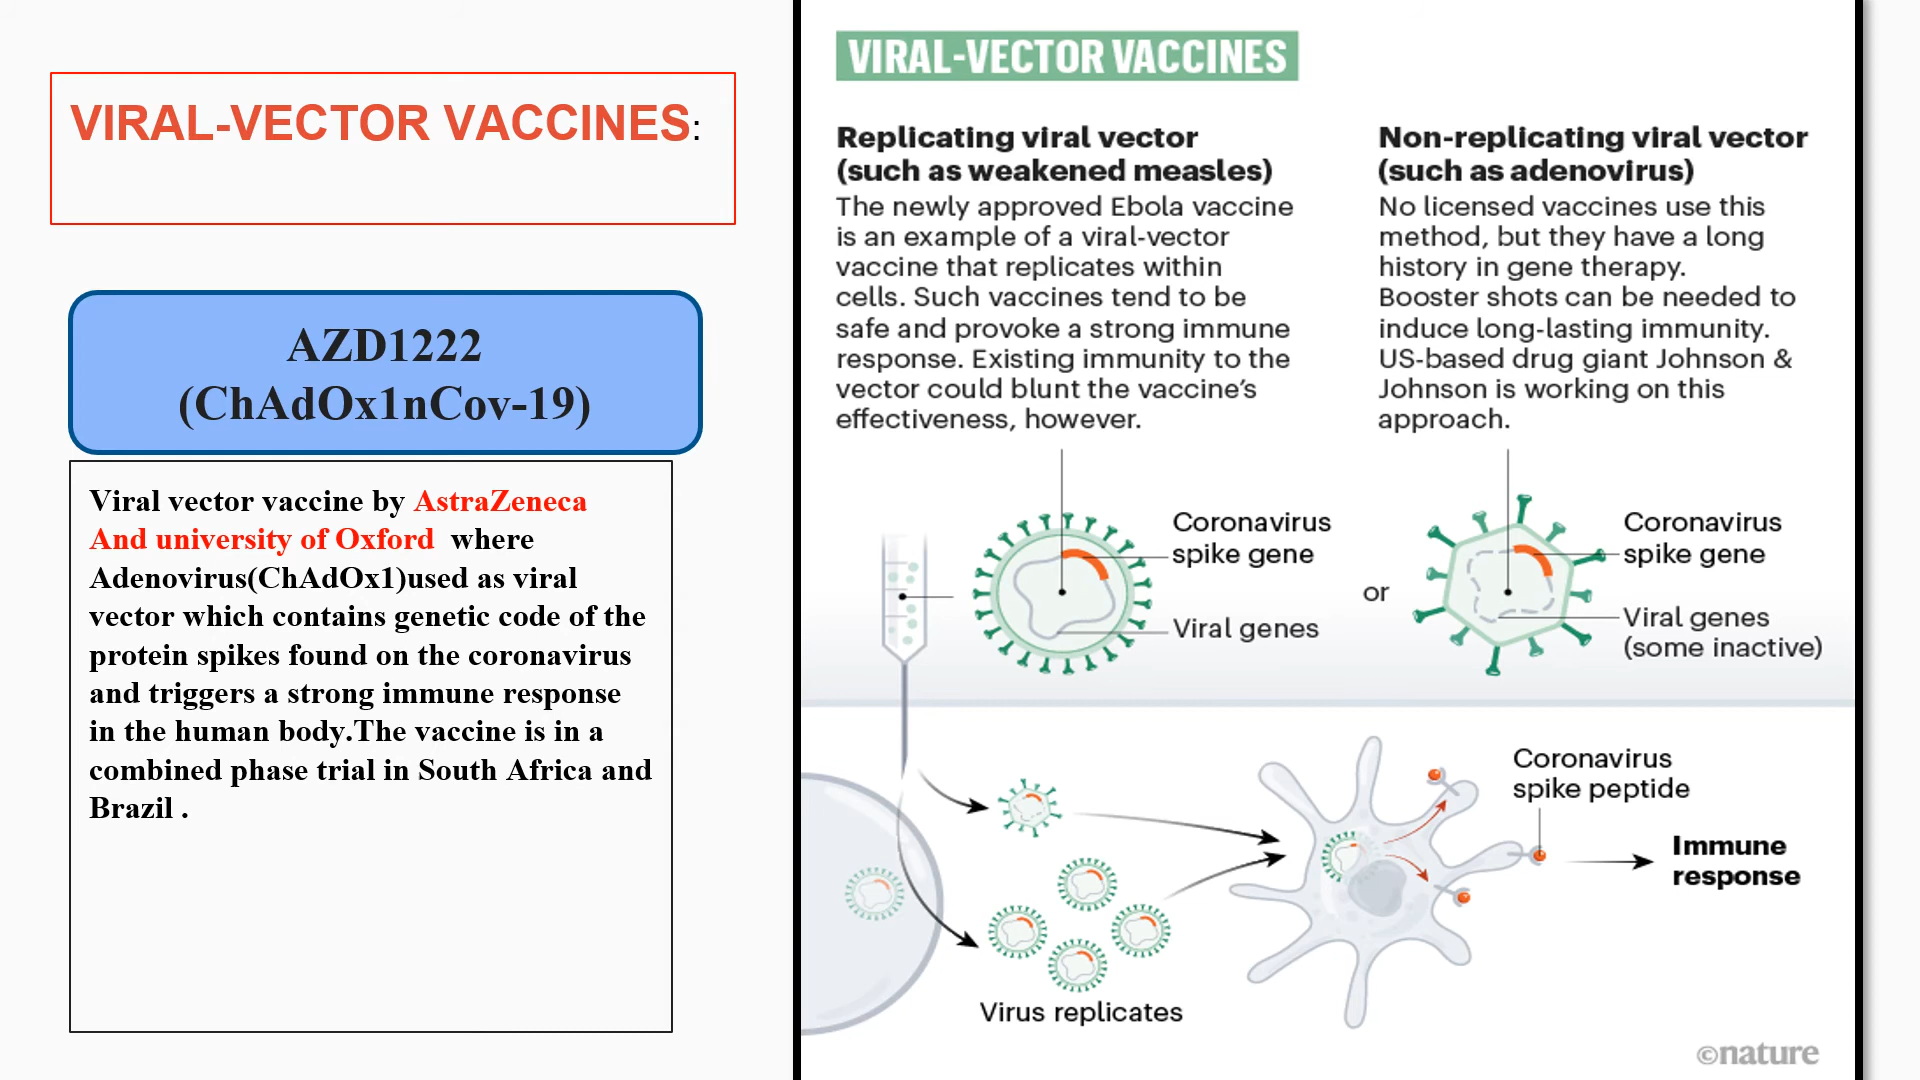 VIRAL-VECTOR VACCINES:
AZD1222
(ChAdOx1nCov-19)
Viral vector vaccine by AstraZeneca
And university of Oxford where
Adenovirus(ChAdOx1)used as viral
vector which contains genetic code of the
protein spikes found on the coronavirus
and triggers a strong immune response
in the human body.The vaccine is in a
combined phase trial in South Africa and
Brazil .
VIRAL-VECTOR VACCINES
Replicating viral vector
(such as weakened measles)
The newly approved Ebola vaccine
is an example of a viral-vector
vaccine that replicates within
cells. Such vaccines tend to be
safe and provoke a strong immune
response. Existing immunity to the
vector could blunt the vaccine’s
effectiveness, however.
Non-replicating viral vector
(such as adenovirus)
No licensed vaccines use this
method, but they have a long
history in gene therapy.
Booster shots can be needed to
induce long-lasting immunity.
US-based drug giant Johnson &
Johnson is working on this
approach.
Coronavirus
spike gene
Viral genes
or
Coronavirus
spike gene
Viral genes
(some inactive)
Coronavirus
spike peptide
Immune
response
Virus replicates
©nature